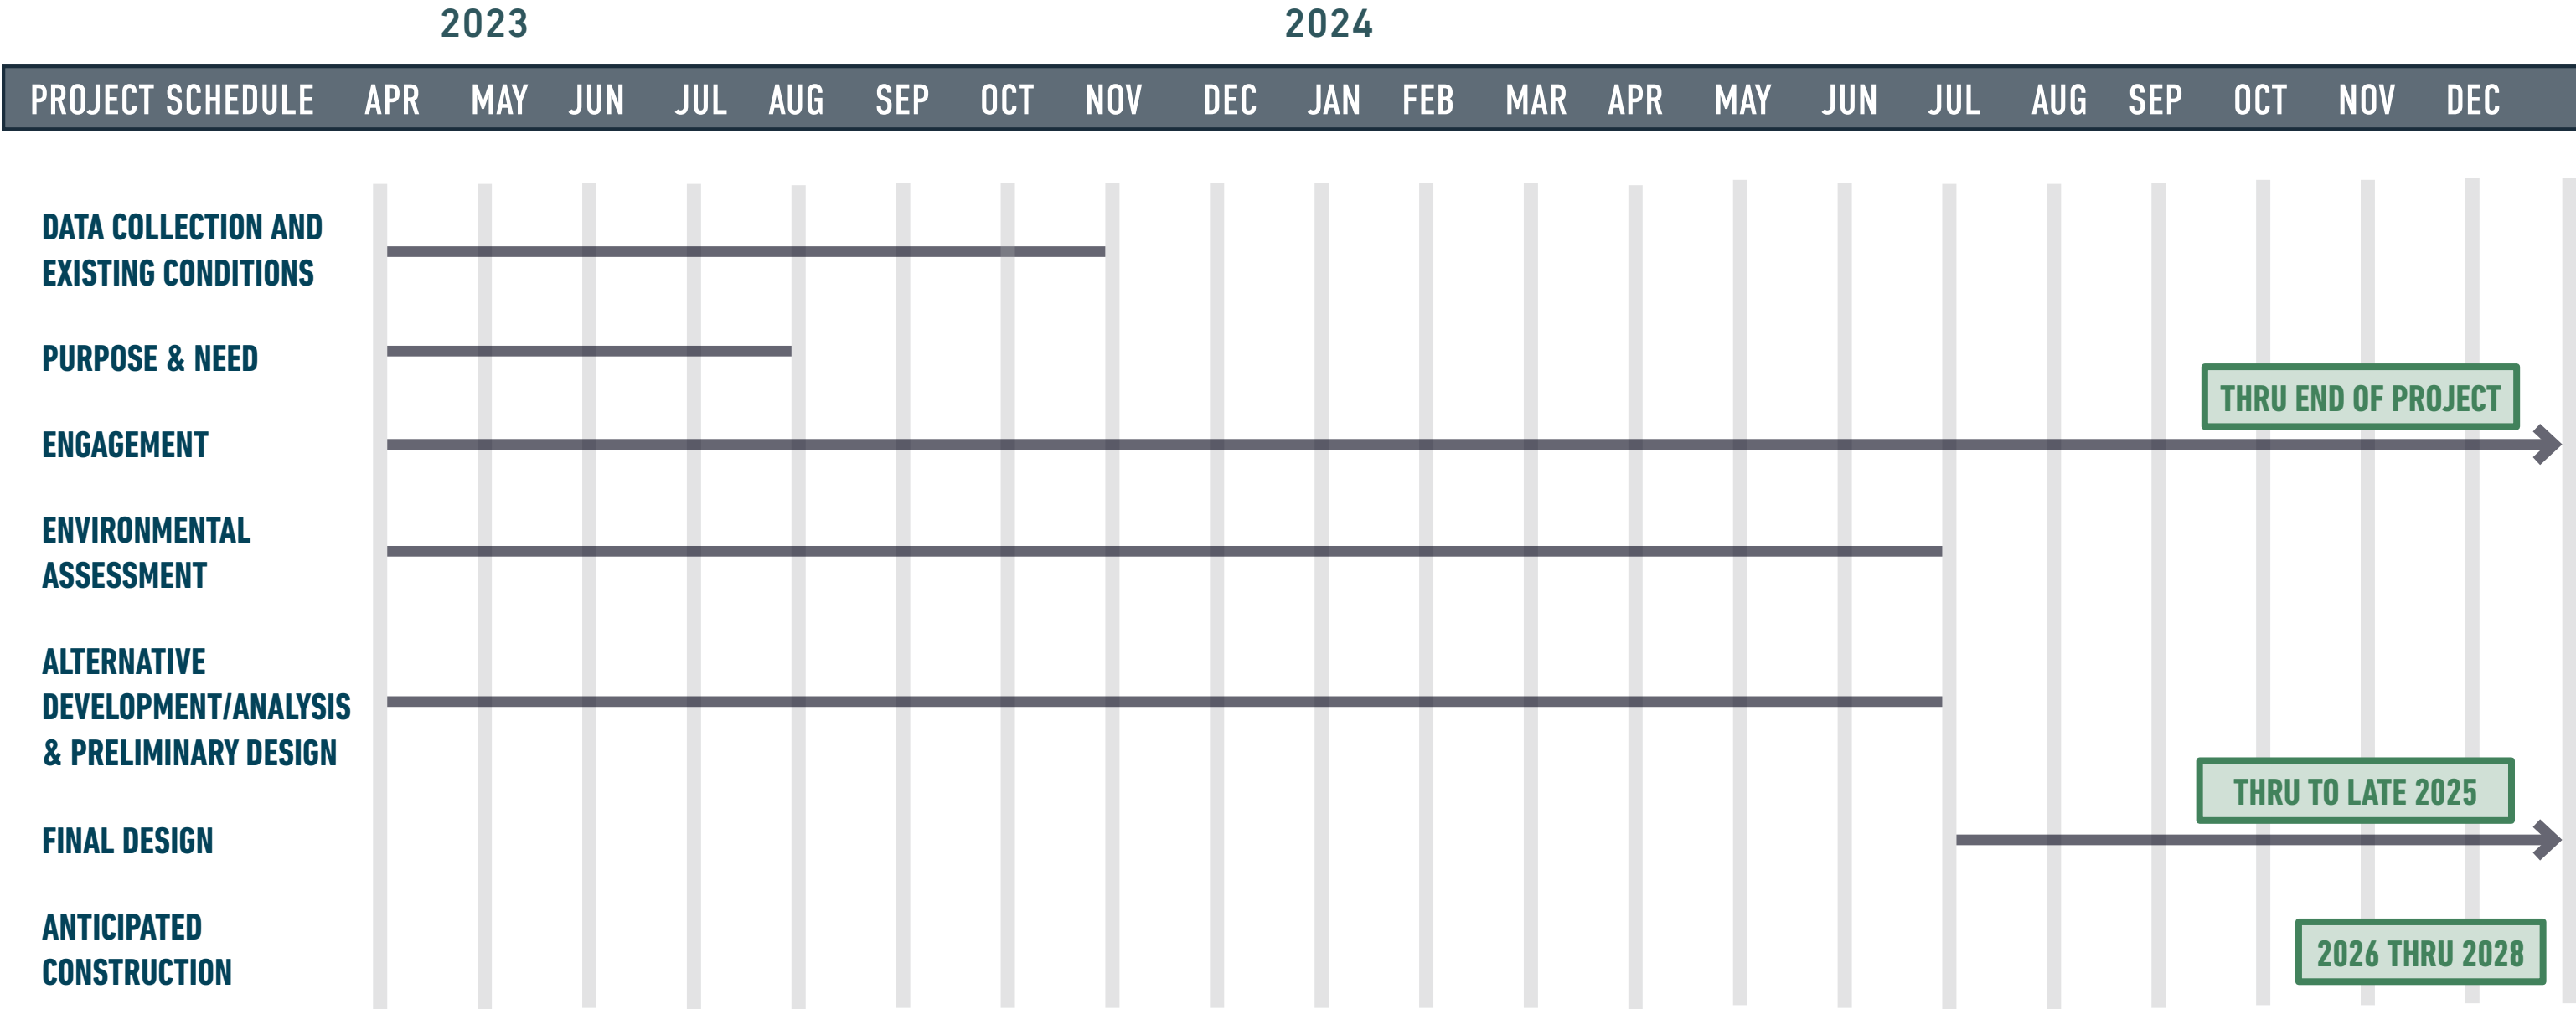 2023 2024
PROJECT SCHEDULE APR MAY JUN JUL AUG SEP OCT NOV DEC JAN FEB MAR APR MAY JUN JUL AUG SEP OCT NOV DEC
DATA COLLECTION AND
EXISTING CONDITIONS
PURPOSE & NEED
THRU END OF PROJECT
ENGAGEMENT
ENVIRONMENTAL
ASSESSMENT
ALTERNATIVE
DEVELOPMENT/ANALYSIS
& PRELIMINARY DESIGN
THRU TO LATE 2025
FINAL DESIGN
ANTICIPATED
CONSTRUCTION
2026 THRU 2028